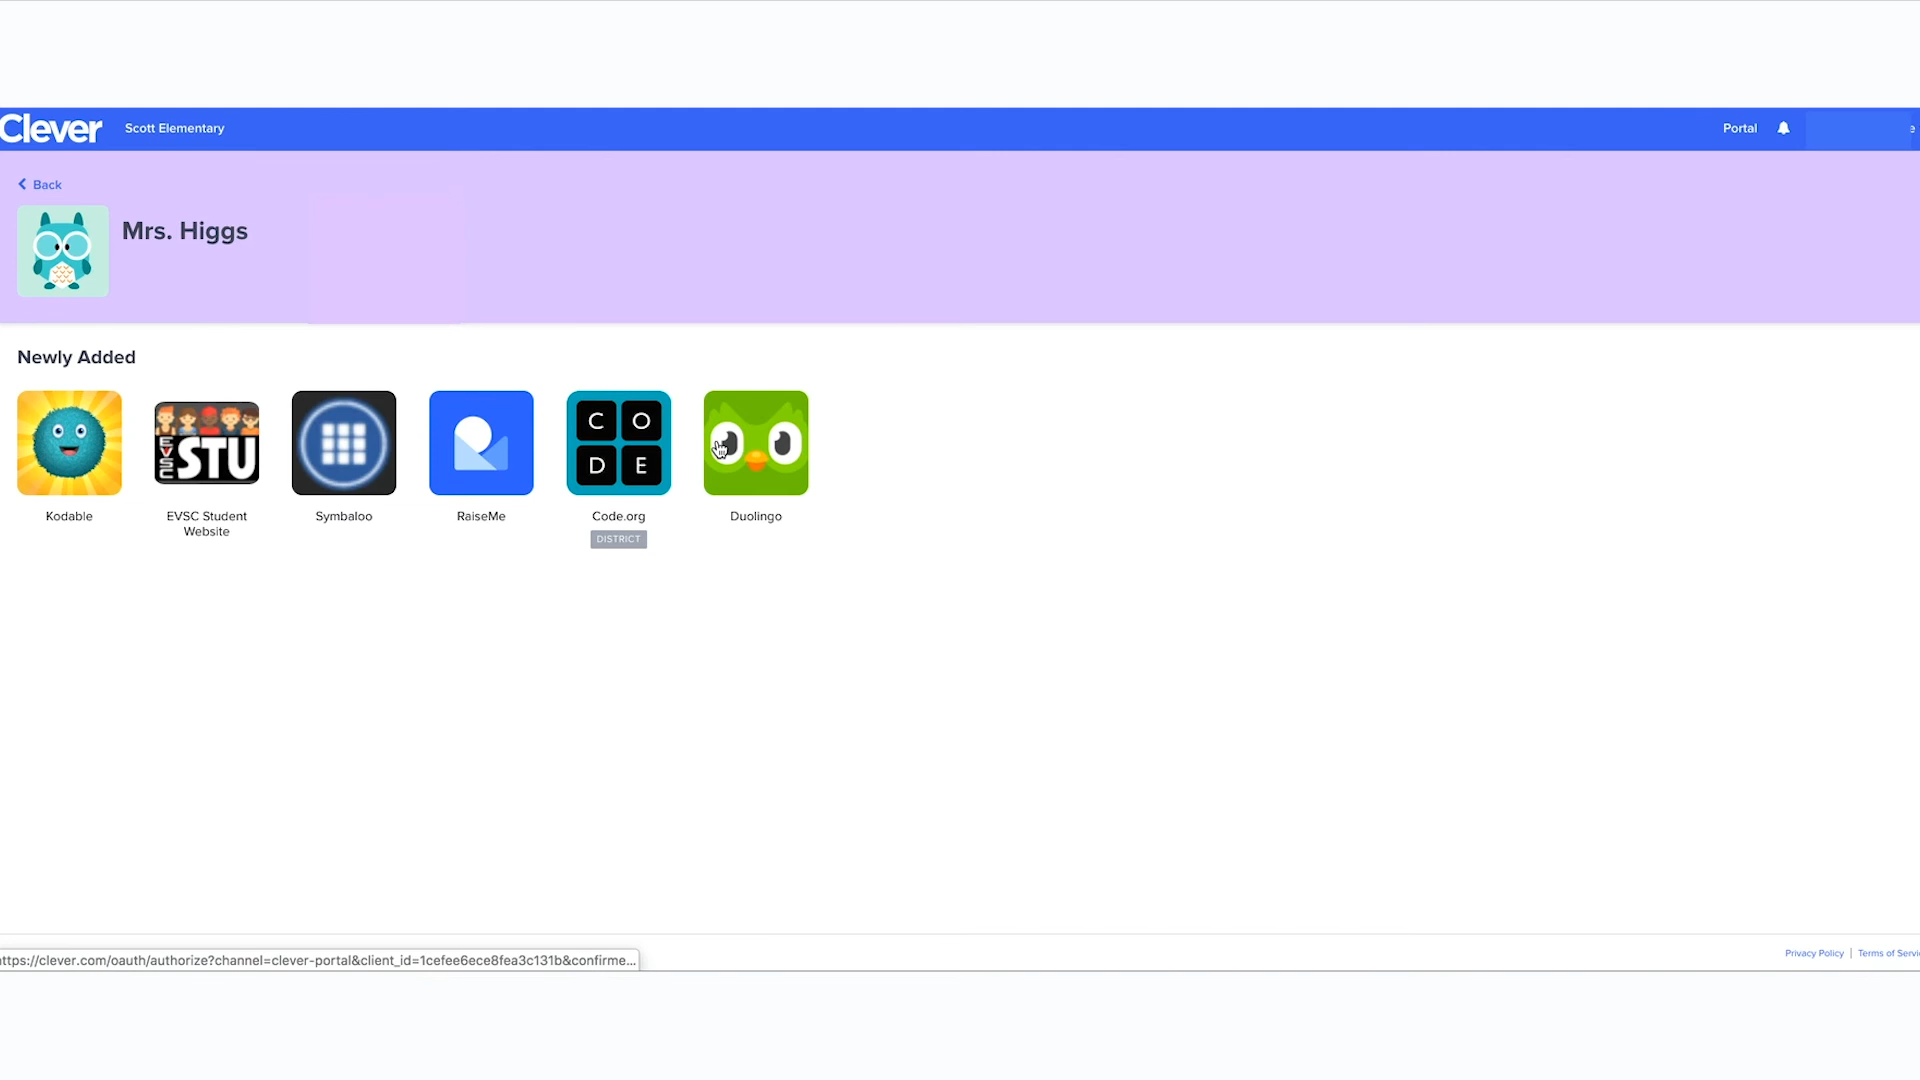 Clever
Scott Elementary
Portal
Back
Mrs. Higgs
Newly Added
EVSC STU
C O
D E
Kodable
EVSC Student
Website
Symbaloo
RaiseMe
Code.org
DISTRICT
Duolingo
ttps://clever.com/oauth/authorize?channel=clever-portal&client_id=1cefee6ece8fea3c131b&confirme...
Privacy Policy | Terms of Servi